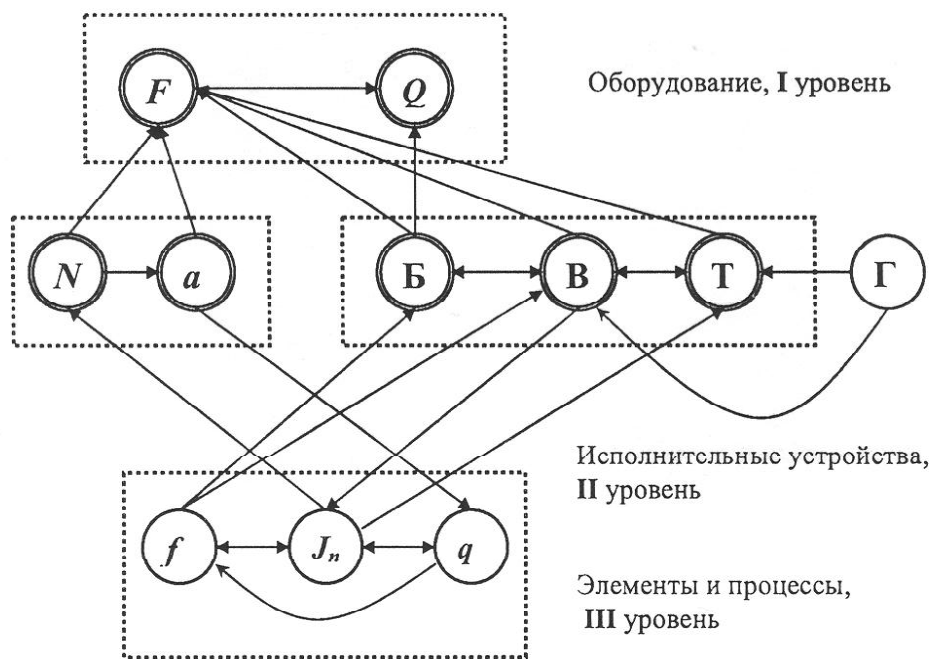 F Q
Оборудование, I уровень
N a Б В Т Г
Исполнительные устройства,
II уровень
f Jn q
Элементы и процессы,
III уровень